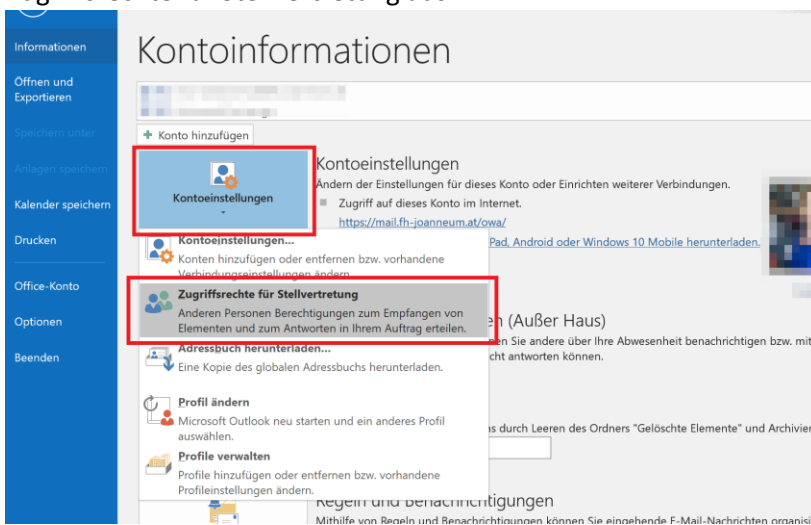 Informationen
Öffnen und
Exportieren
Speichern unter
Anlagen speichern
Kalender speichern
Drucken
Office-Konto
Optionen
Beenden
Kontoinformationen
Konto hinzufügen
Kontoeinstellungen
Kontoeinstellungen
Ändern der Einstellungen für dieses Konto oder Einrichten weiterer Verbindungen.
Zugriff auf dieses Konto im Internet.
https://mail.fh-joanneum.at/owa/
Pad, Android oder Windows 10 Mobile herunterladen.
Kontoeinstellungen...
Konten hinzufügen oder entfernen bzw. vorhandene
Verbindungseinstellungen ändern.
Zugriffsrechte für Stellvertretung
Anderen Personen Berechtigungen zum Empfangen von
Elementen und zum Antworten in Ihrem Auftrag erteilen.
Adressbuch herunterladen...
Eine Kopie des globalen Adressbuchs herunterladen.
Profil ändern
Microsoft Outlook neu starten und ein anderes Profil
auswählen.
Profile verwalten
Profile hinzufügen oder entfernen bzw. vorhandene
Profileinstellungen ändern.
(Außer Haus)
Sie andere über Ihre Abwesenheit benachrichtigen bzw. mit
cht antworten können.
s durch Leeren des Ordners "Gelöschte Elemente" und Archivier
Regeln und Benachrichtigungen
Mithilfe von Regeln und Benachrichtigungen können Sie eingehende E-Mail-Nachrichten organisi